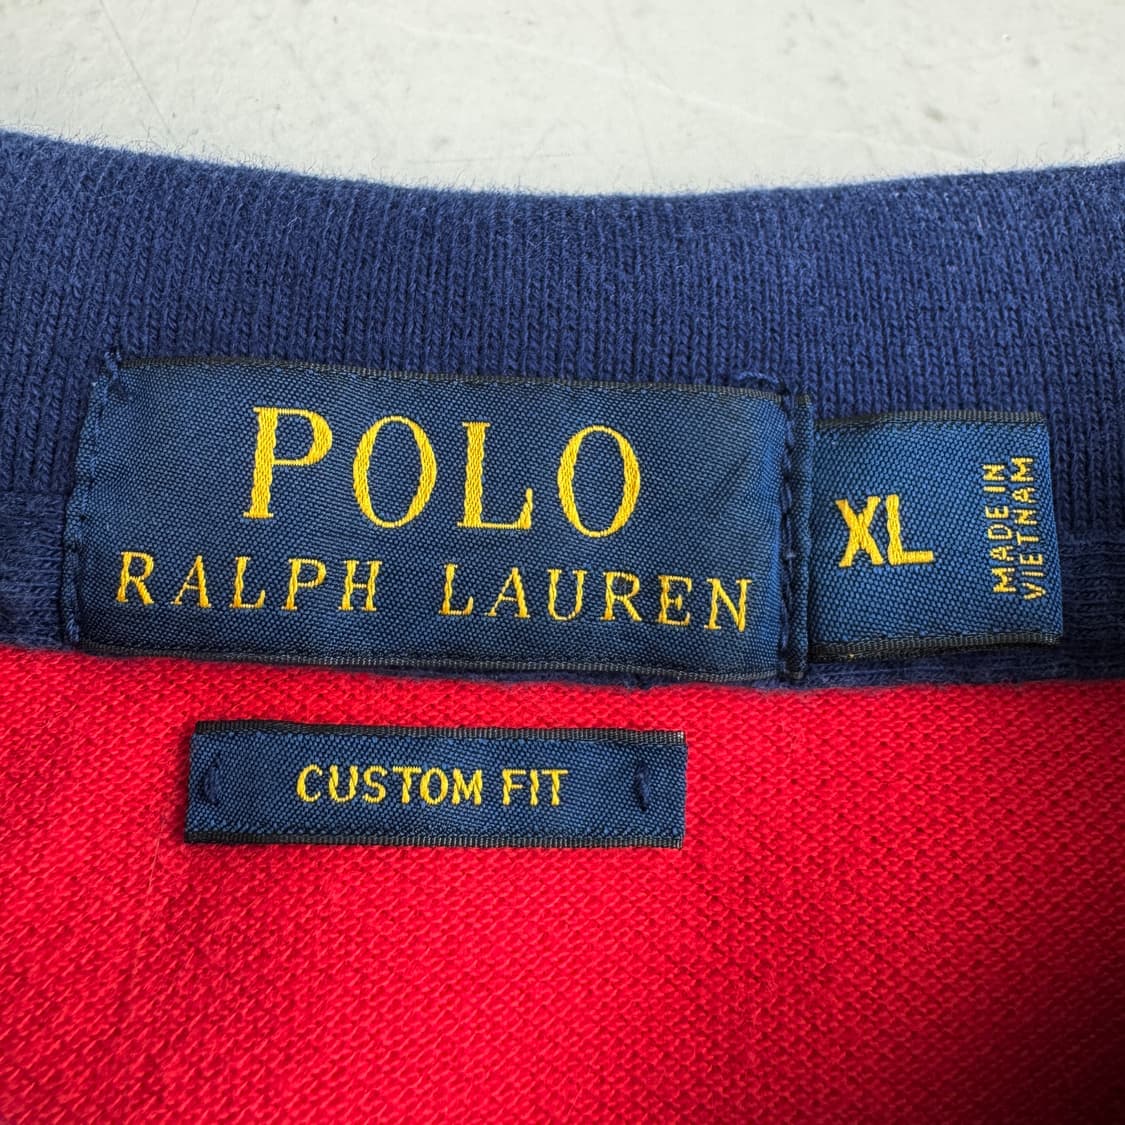 POLO
RALPH LAUREN
XL
MADE IN
VIETNAM
CUSTOM FIT